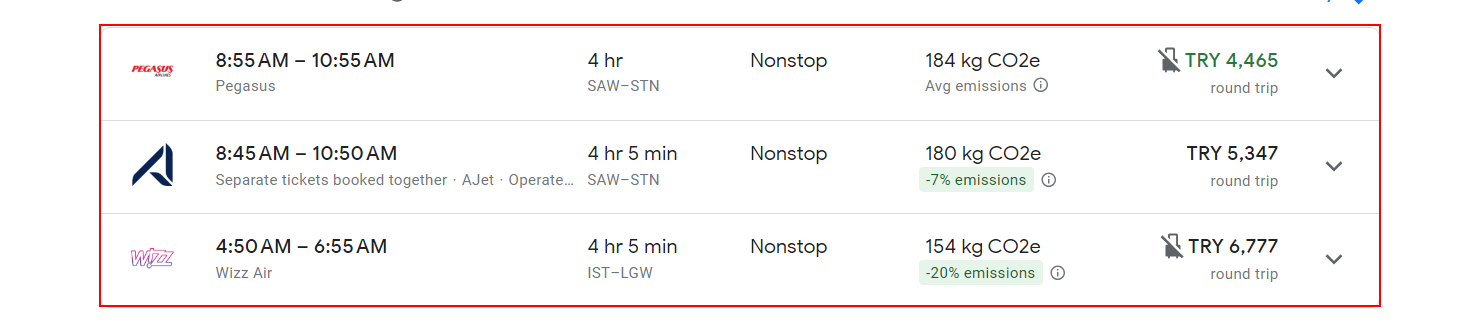 PEGASUS
AIRLINES
8:55 AM – 10:55 AM
Pegasus
4 hr
SAW–STN
Nonstop
184 kg CO2e
Avg emissions
TRY 4,465
round trip
8:45 AM – 10:50 AM
Separate tickets booked together · AJet · Operate…
4 hr 5 min
SAW–STN
Nonstop
180 kg CO2e
-7% emissions
TRY 5,347
round trip
WIZZ
4:50 AM – 6:55 AM
Wizz Air
4 hr 5 min
IST–LGW
Nonstop
154 kg CO2e
-20% emissions
TRY 6,777
round trip